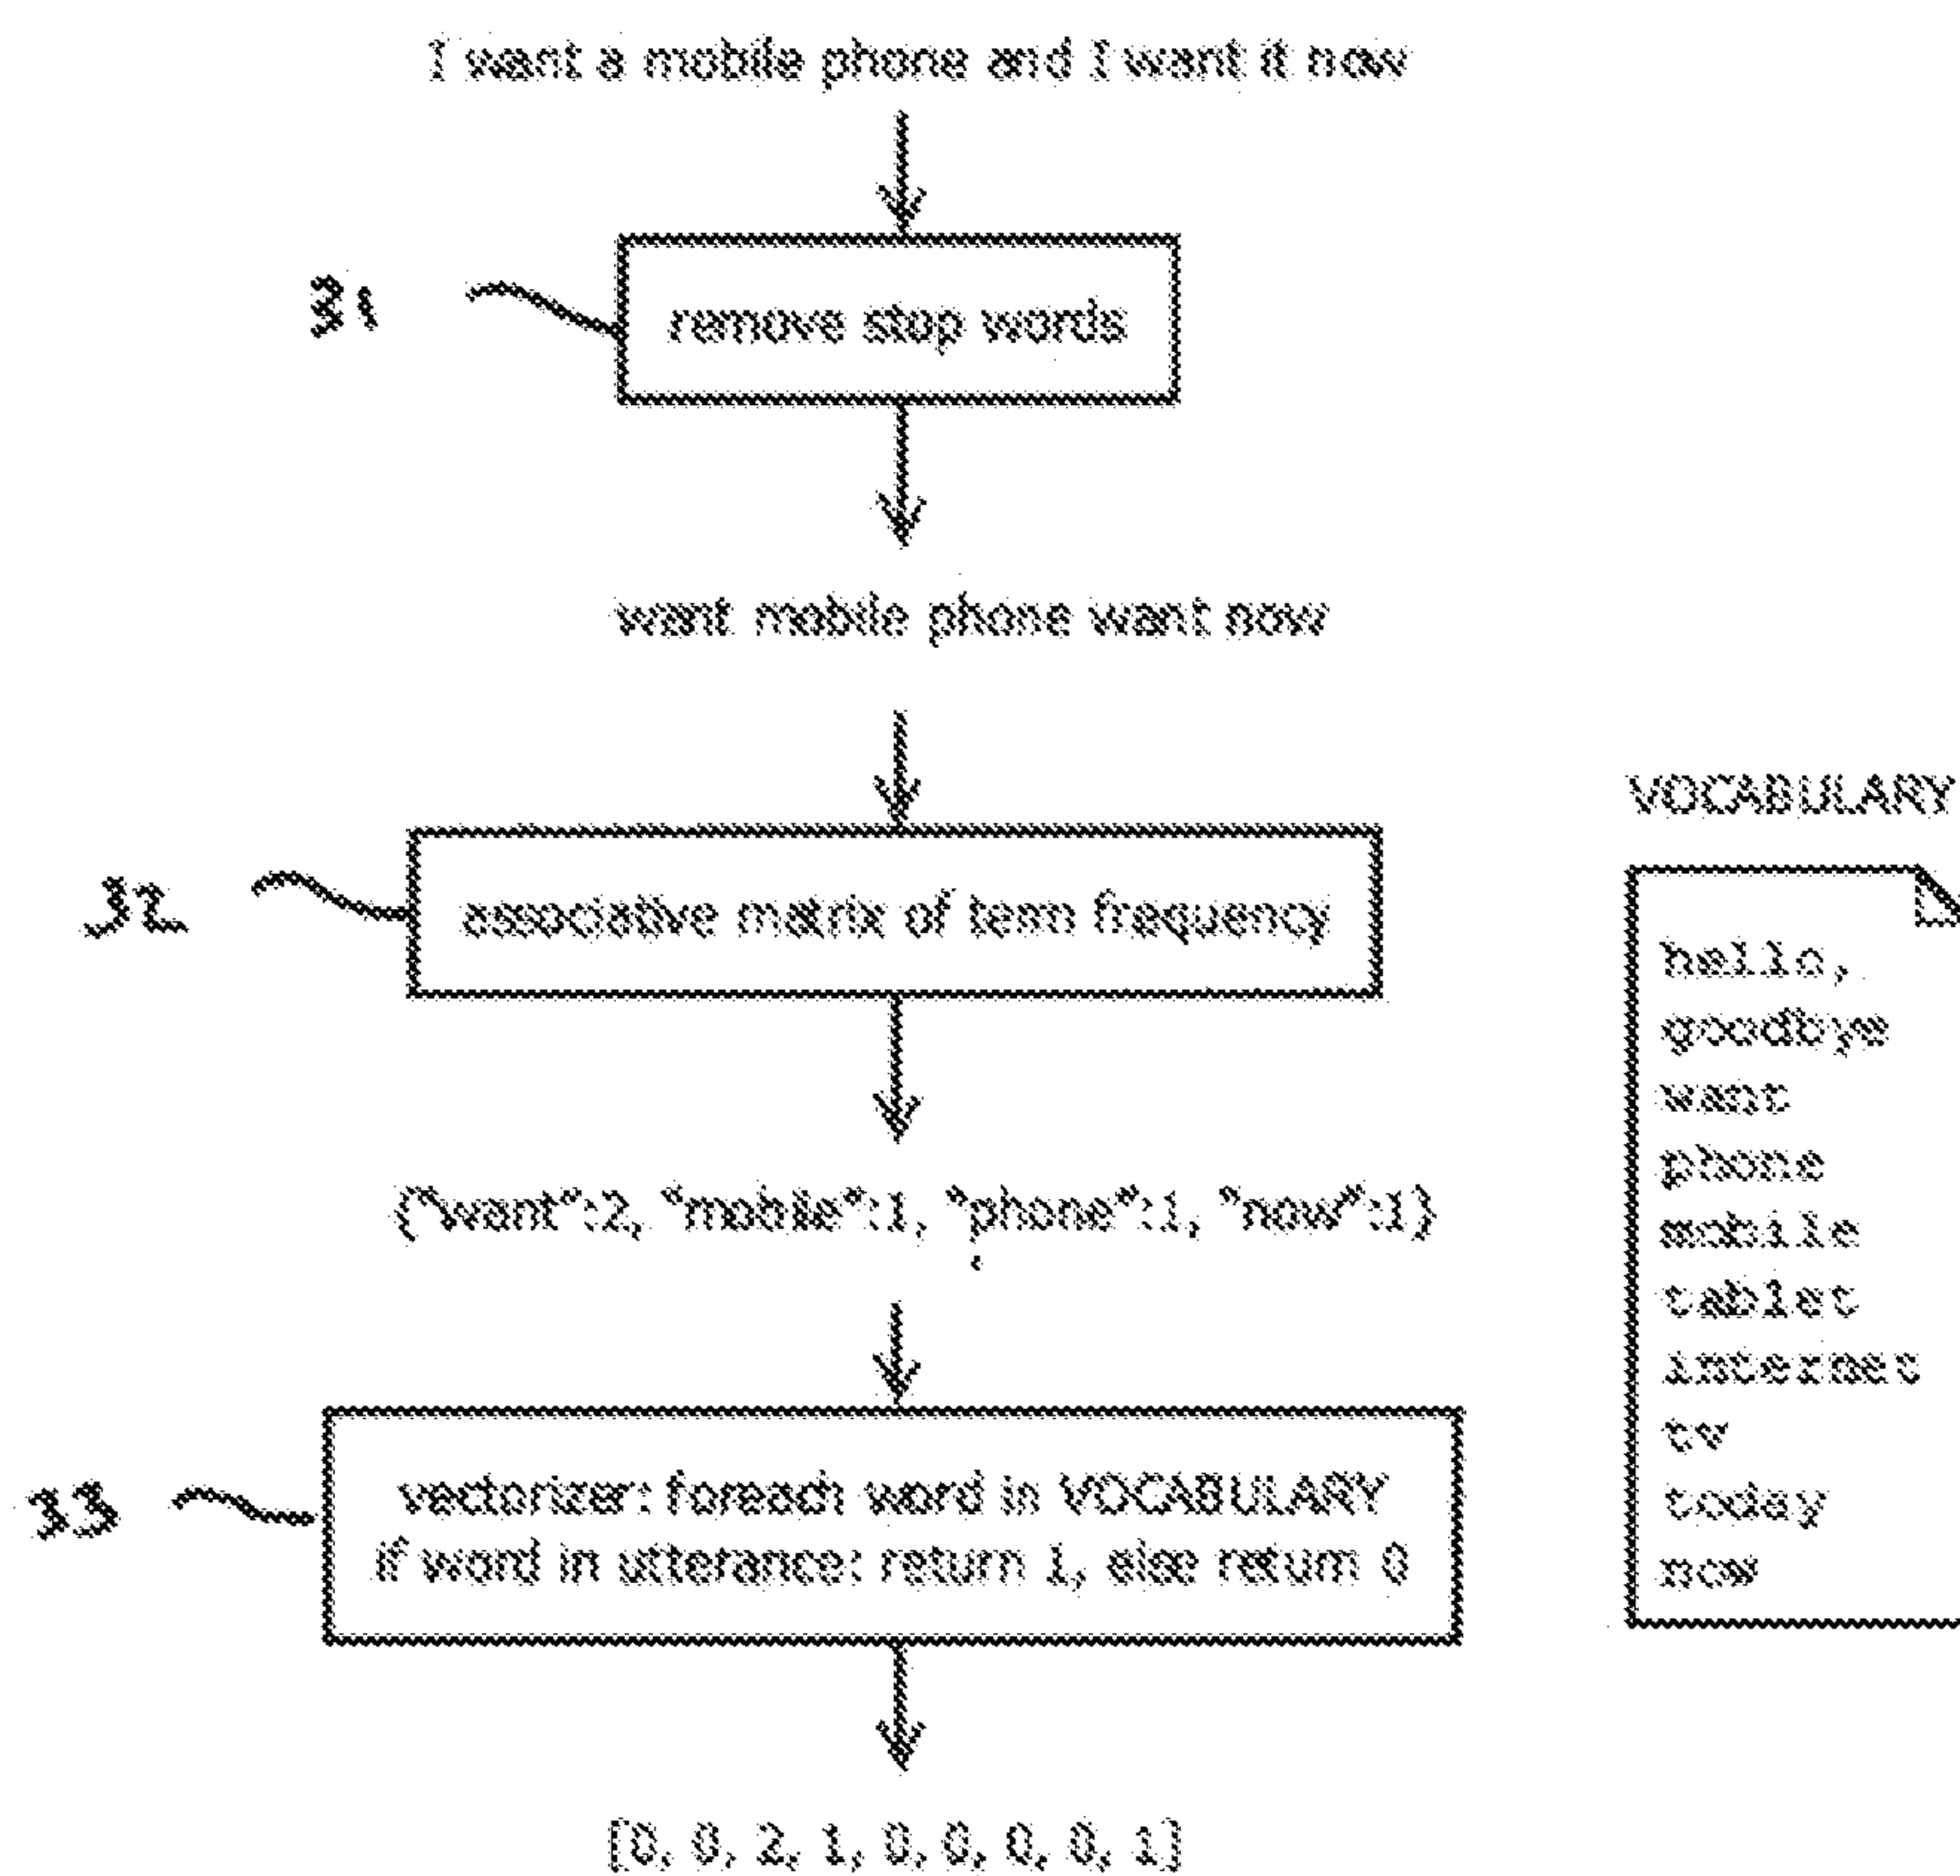 I want a mobile phone and I want it now
31
remove stop words
want mobile phone want now
32
associative matrix of term frequency
{"want":2, "mobile":1, "phone":1, "now":1}
33
vectorizer: foreach word in VOCABULARY
if word in utterance: return 1, else return 0
[0, 0, 2, 1, 0, 0, 0, 0, 1]
VOCABULARY
hello,
goodbye
want
phone
mobile
tablet
internet
tv
today
now